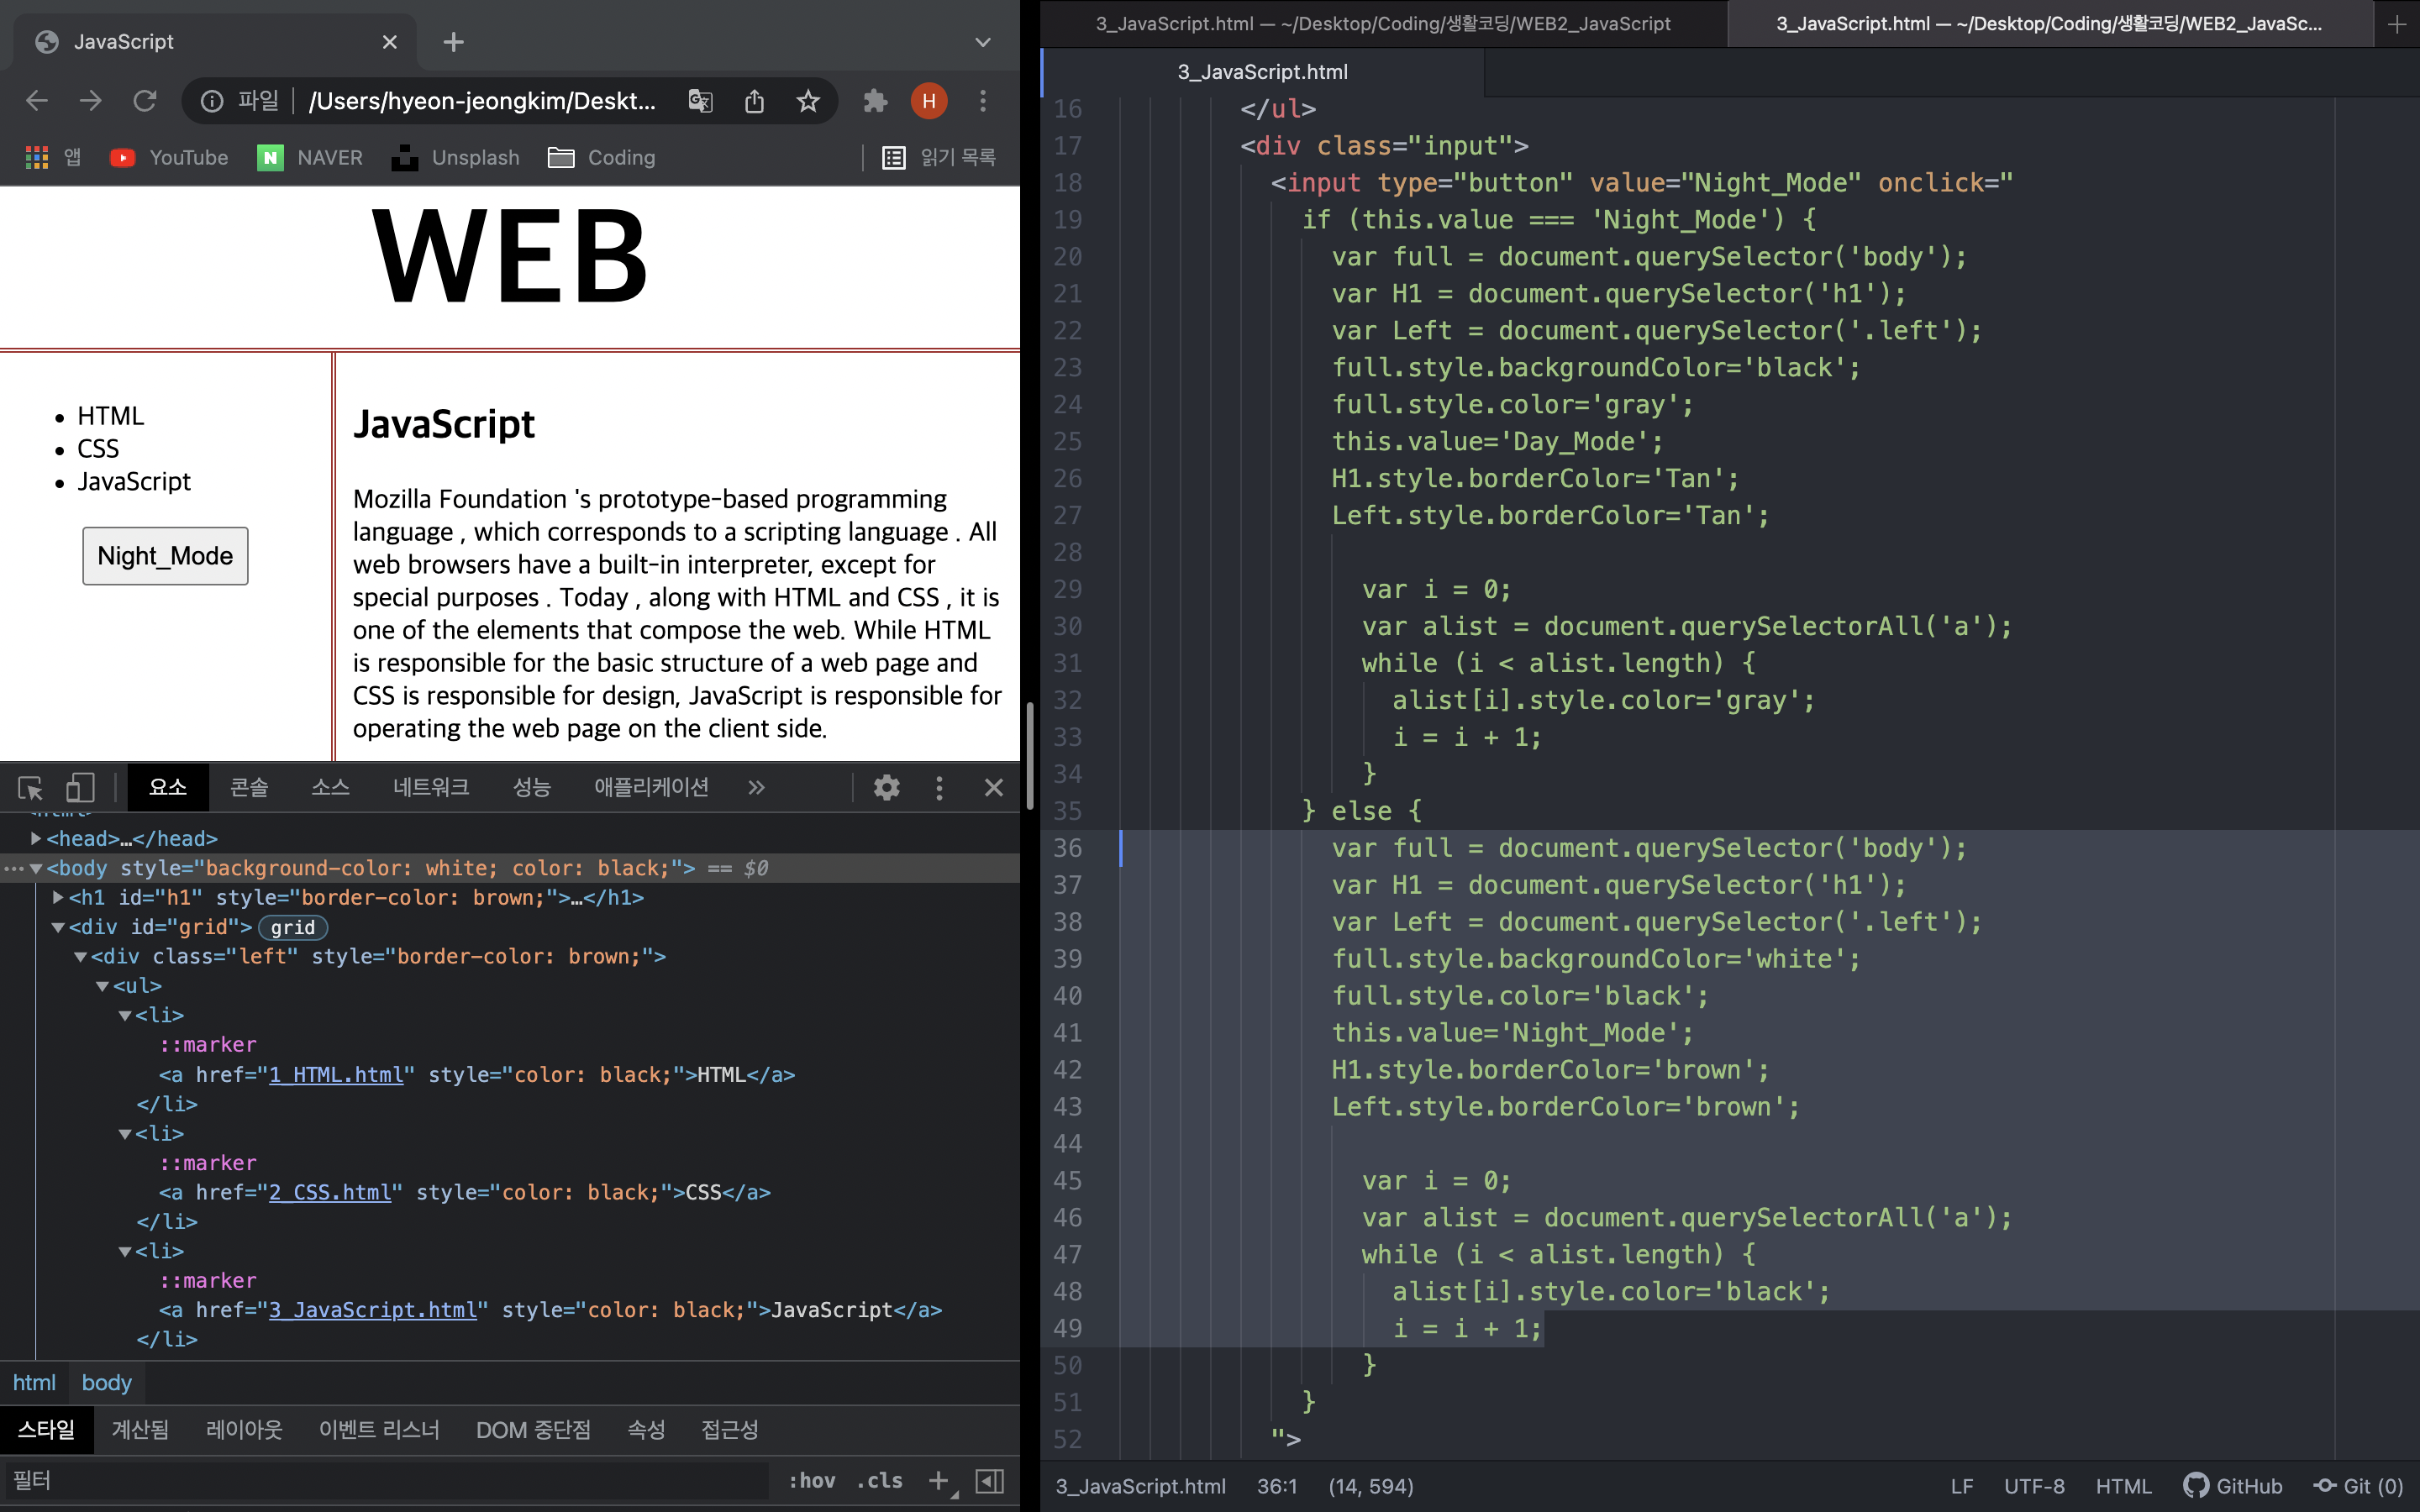 JavaScript
파일 /Users/hyeon-jeongkim/Deskt...
H
앱 YouTube N NAVER Unsplash Coding 읽기 목록
WEB
HTML
CSS
JavaScript
Night_Mode
JavaScript
Mozilla Foundation 's prototype-based programming
language , which corresponds to a scripting language . All
web browsers have a built-in interpreter, except for
special purposes . Today , along with HTML and CSS , it is
one of the elements that compose the web. While HTML
is responsible for the basic structure of a web page and
CSS is responsible for design, JavaScript is responsible for
operating the web page on the client side.
요소 콘솔 소스 네트워크 성능 애플리케이션 »
<html>
<head>…</head>
<body style="background-color: white; color: black;"> == $0
<h1 id="h1" style="border-color: brown;">…</h1>
<div id="grid"> grid
<div class="left" style="border-color: brown;">
<ul>
<li>
::marker
<a href="1_HTML.html" style="color: black;">HTML</a>
</li>
<li>
::marker
<a href="2_CSS.html" style="color: black;">CSS</a>
</li>
<li>
::marker
<a href="3_JavaScript.html" style="color: black;">JavaScript</a>
</li>
html body
스타일 계산됨 레이아웃 이벤트 리스너 DOM 중단점 속성 접근성
필터 :hov .cls +
3_JavaScript.html — ~/Desktop/Coding/생활코딩/WEB2_JavaScript 3_JavaScript.html — ~/Desktop/Coding/생활코딩/WEB2_JavaSc...
3_JavaScript.html
16 </ul>
17 <div class="input">
18 <input type="button" value="Night_Mode" onclick="
19 if (this.value === 'Night_Mode') {
20 var full = document.querySelector('body');
21 var H1 = document.querySelector('h1');
22 var Left = document.querySelector('.left');
23 full.style.backgroundColor='black';
24 full.style.color='gray';
25 this.value='Day_Mode';
26 H1.style.borderColor='Tan';
27 Left.style.borderColor='Tan';
28
29 var i = 0;
30 var alist = document.querySelectorAll('a');
31 while (i < alist.length) {
32 alist[i].style.color='gray';
33 i = i + 1;
34 }
35 } else {
36 var full = document.querySelector('body');
37 var H1 = document.querySelector('h1');
38 var Left = document.querySelector('.left');
39 full.style.backgroundColor='white';
40 full.style.color='black';
41 this.value='Night_Mode';
42 H1.style.borderColor='brown';
43 Left.style.borderColor='brown';
44
45 var i = 0;
46 var alist = document.querySelectorAll('a');
47 while (i < alist.length) {
48 alist[i].style.color='black';
49 i = i + 1;
50 }
51 }
52 ">
3_JavaScript.html 36:1 (14, 594) LF UTF-8 HTML GitHub Git (0)